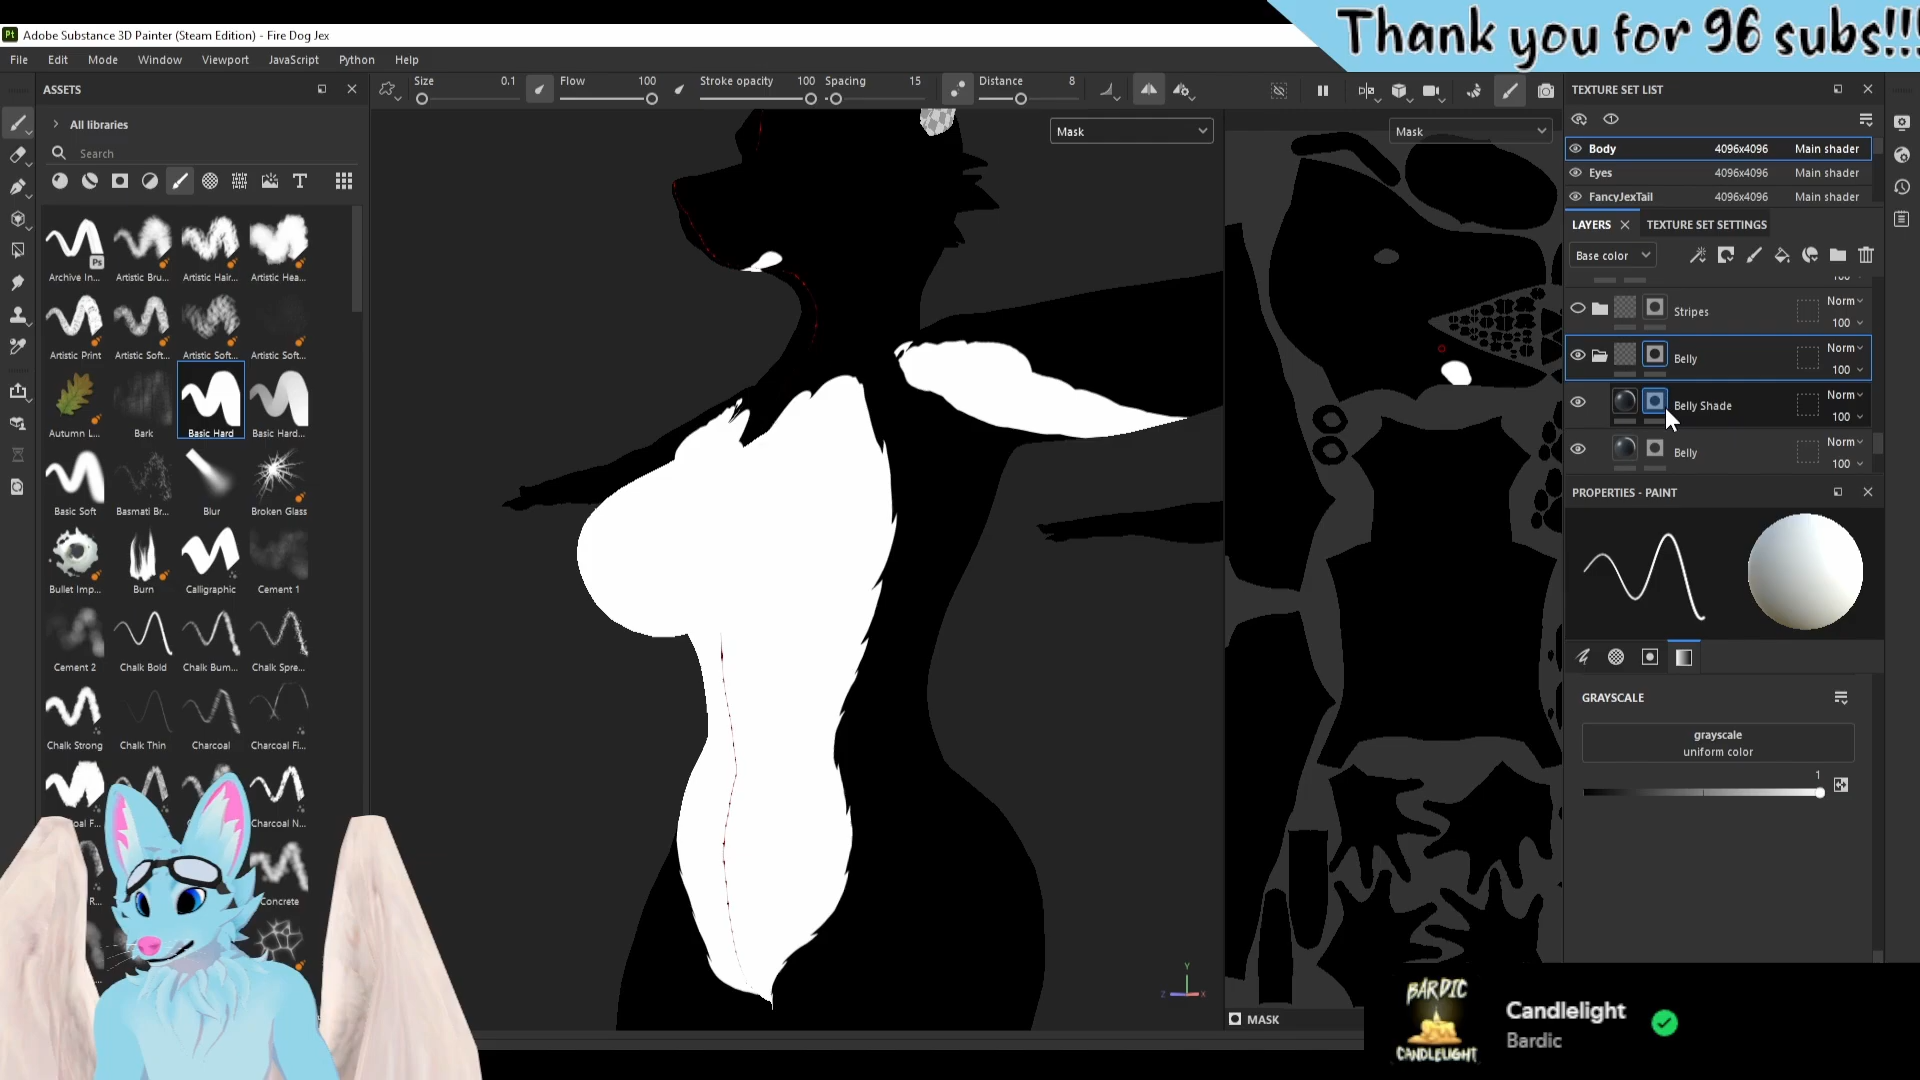 Thank you for 96 subs!!!
Adobe Substance 3D Painter (Steam Edition) - Fire Dog Jex
File Edit Mode Window Viewport JavaScript Python Help
ASSETS
Size 0.1
Flow 100
Stroke opacity 100
Spacing 15
Distance 8
All libraries
Search
Archive In... Artistic Bru... Artistic Hair... Artistic Hea...
Artistic Print Artistic Soft... Artistic Soft... Artistic Soft...
Autumn L... Bark Basic Hard Basic Hard...
Basic Soft Basmati Br... Blur Broken Glass
Bullet Imp... Burn Calligraphic Cement 1
Cement 2 Chalk Bold Chalk Bum... Chalk Spre...
Chalk Strong Chalk Thin Charcoal Charcoal Fi...
Charcoal N...
Concrete
Mask
Mask
MASK
Y
Z X
TEXTURE SET LIST
Body 4096x4096 Main shader
Eyes 4096x4096 Main shader
FancyJexTail 4096x4096 Main shader
LAYERS TEXTURE SET SETTINGS
Base color
Stripes Norm 100
Belly Norm 100
Belly Shade Norm 100
Belly Norm 100
PROPERTIES - PAINT
GRAYSCALE
grayscale
uniform color
1
BARDIC
CANDLELIGHT
Candlelight
Bardic